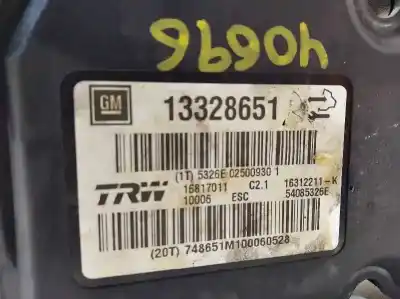 40696
GM 13328651
(1T) 5326E 02500930 1
TRW 16817011 C2.1 16312211-K
10006 ESC 54085326E
(20T) 748651M100060528